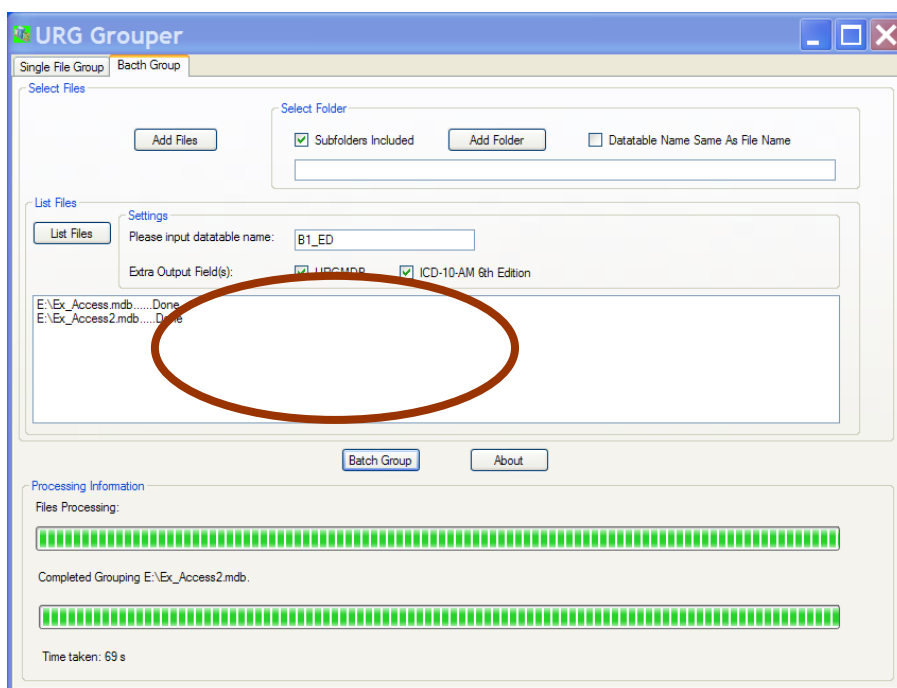 URG Grouper
Single File Group Bacth Group
Select Files
Select Folder
Add Files Subfolders Included Add Folder Datatable Name Same As File Name
List Files
Settings
List Files Please input datatable name: B1_ED
Extra Output Field(s): URGMDB ICD-10-AM 6th Edition
E:\Ex_Access.mdb......Done
E:\Ex_Access2.mdb.....Done
Batch Group About
Processing Information
Files Processing:
Completed Grouping E:\Ex_Access2.mdb.
Time taken: 69 s